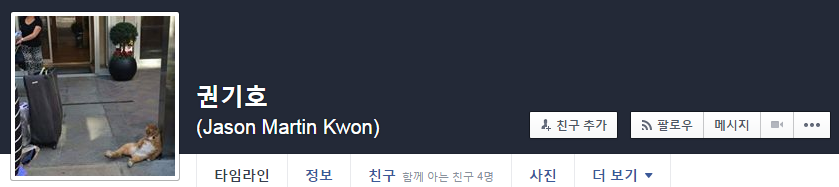 권기호
(Jason Martin Kwon)
친구 추가 팔로우 메시지 •••
타임라인 정보 친구 함께 아는 친구 4명 사진 더 보기